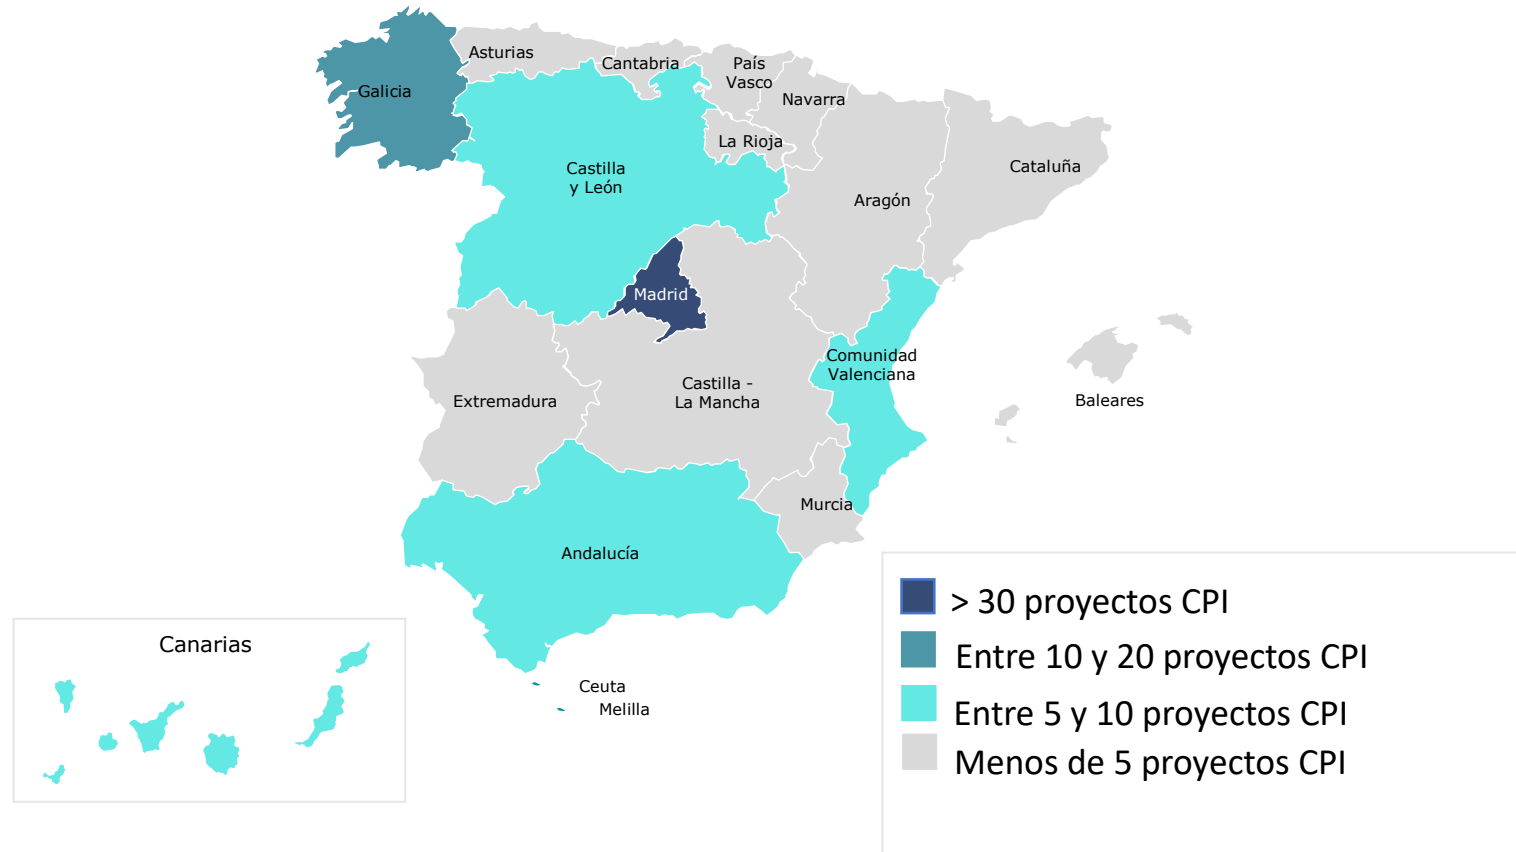 Asturias
Cantabria
País
Vasco
Navarra
Galicia
La Rioja
Castilla
y León
Aragón
Cataluña
Madrid
Comunidad
Valenciana
Castilla -
La Mancha
Extremadura
Baleares
Murcia
Andalucía
Canarias
Ceuta
Melilla
> 30 proyectos CPI
Entre 10 y 20 proyectos CPI
Entre 5 y 10 proyectos CPI
Menos de 5 proyectos CPI